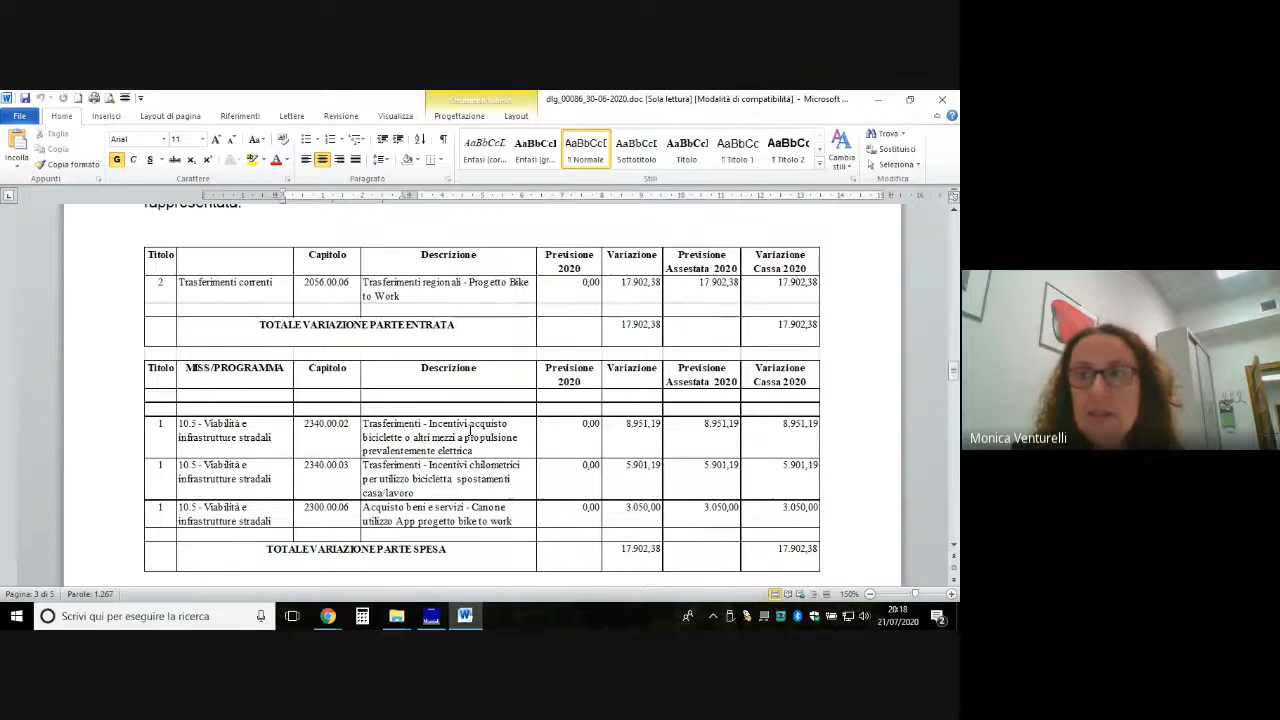 Strumenti tabella
dlg_00086_30-06-2020.doc [Sola lettura] [Modalità di compatibilità] - Microsoft ...
File Home Inserisci Layout di pagina Riferimenti Lettere Revisione Visualizza Progettazione Layout
Taglia
Copia
Copia formato
Incolla
Appunti
Arial 11
Carattere
Paragrafo
AaBbCcI AaBbCcI AaBbCcI AaBbCcI AaBbC AaBbCcI AaBbCc
Enfasi (cor... Enfasi (gr... ¶ Normale Sottotitolo Titolo ¶ Titolo 1 ¶ Titolo 2
Stili
Cambia
stili
Trova
Sostituisci
Seleziona
Modifica
rappresentata:
Titolo Capitolo Descrizione Previsione 2020 Variazione Previsione Assestata 2020 Variazione Cassa 2020
2 Trasferimenti correnti 2056.00.06 Trasferimenti regionali - Progetto Bike to Work 0,00 17.902,38 17.902,38 17.902,38
TOTALE VARIAZIONE PARTE ENTRATA 17.902,38 17.902,38
Titolo MISS/PROGRAMMA Capitolo Descrizione Previsione 2020 Variazione Previsione Assestata 2020 Variazione Cassa 2020
1 10.5 - Viabilità e infrastrutture stradali 2340.00.02 Trasferimenti - Incentivi acquisto biciclette o altri mezzi a propulsione prevalentemente elettrica 0,00 8.951,19 8.951,19 8.951,19
1 10.5 - Viabilità e infrastrutture stradali 2340.00.03 Trasferimenti - Incentivi chilometrici per utilizzo bicicletta spostamenti casa/lavoro 0,00 5.901,19 5.901,19 5.901,19
1 10.5 - Viabilità e infrastrutture stradali 2300.00.06 Acquisto beni e servizi - Canone utilizzo App progetto bike to work 0,00 3.050,00 3.050,00 3.050,00
TOTALE VARIAZIONE PARTE SPESA 17.902,38 17.902,38
Monica Venturelli
Pagina: 3 di 5 Parole: 1.267 150%
Scrivi qui per eseguire la ricerca
20:18
21/07/2020
2